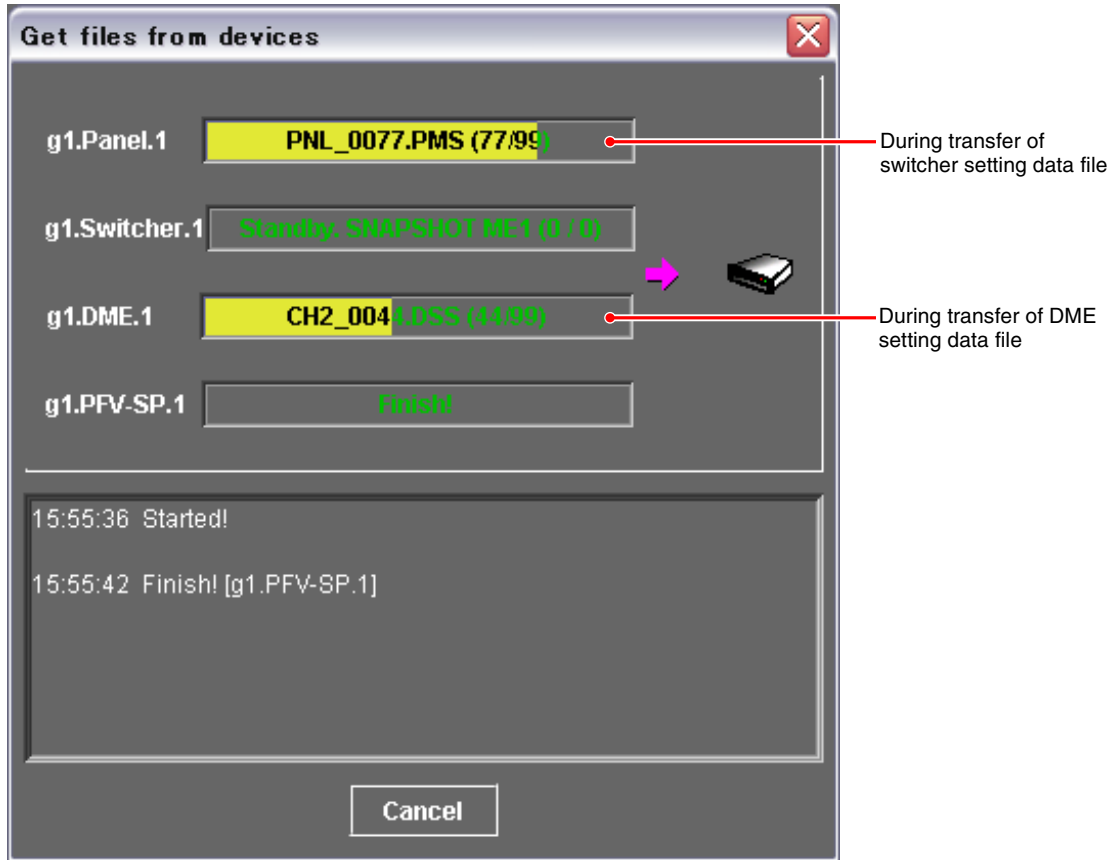 Get files from devices
g1.Panel.1
PNL_0077.PMS (77/99)
During transfer of
switcher setting data file
g1.Switcher.1
Standby. SNAPSHOT ME1 (0 / 0)
g1.DME.1
CH2_0044.DSS (44/99)
During transfer of DME
setting data file
g1.PFV-SP.1
Finish!
15:55:36 Started!
15:55:42 Finish! [g1.PFV-SP.1]
Cancel